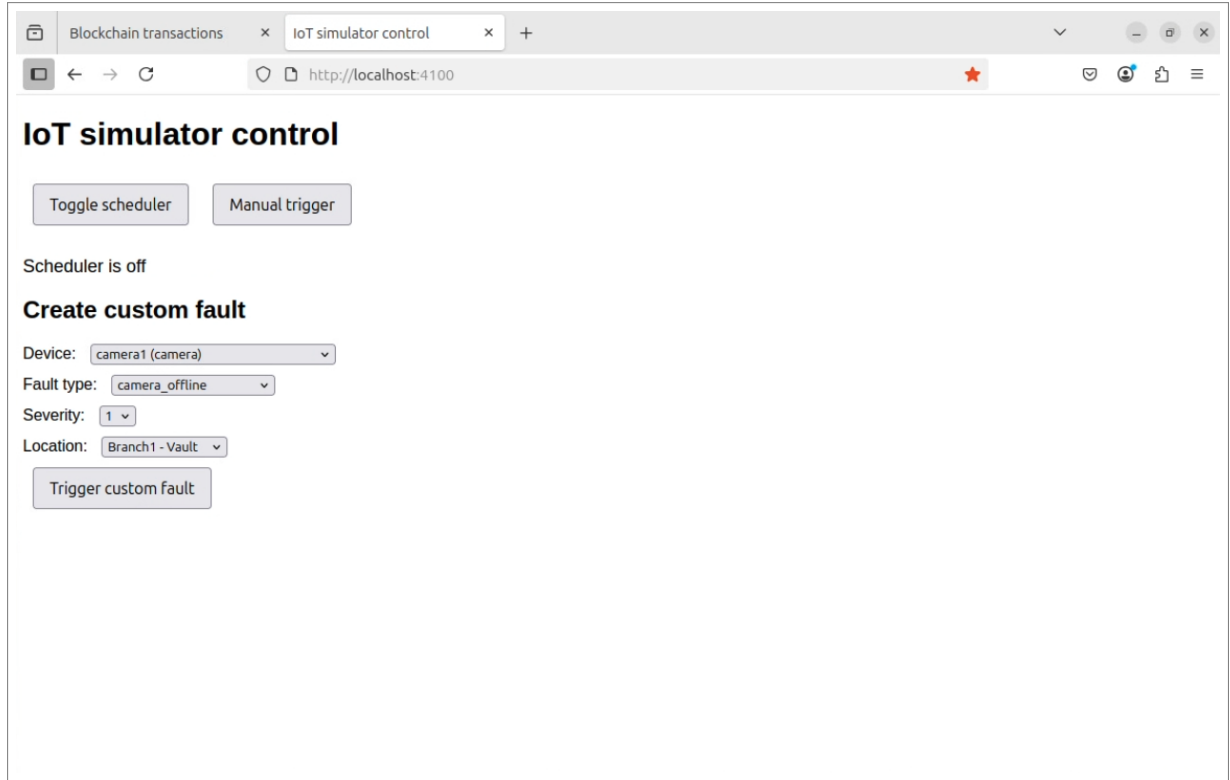 Blockchain transactions
IoT simulator control
http://localhost:4100
IoT simulator control
Toggle scheduler
Manual trigger
Scheduler is off
Create custom fault
Device: camera1 (camera)
Fault type: camera_offline
Severity: 1
Location: Branch1 - Vault
Trigger custom fault